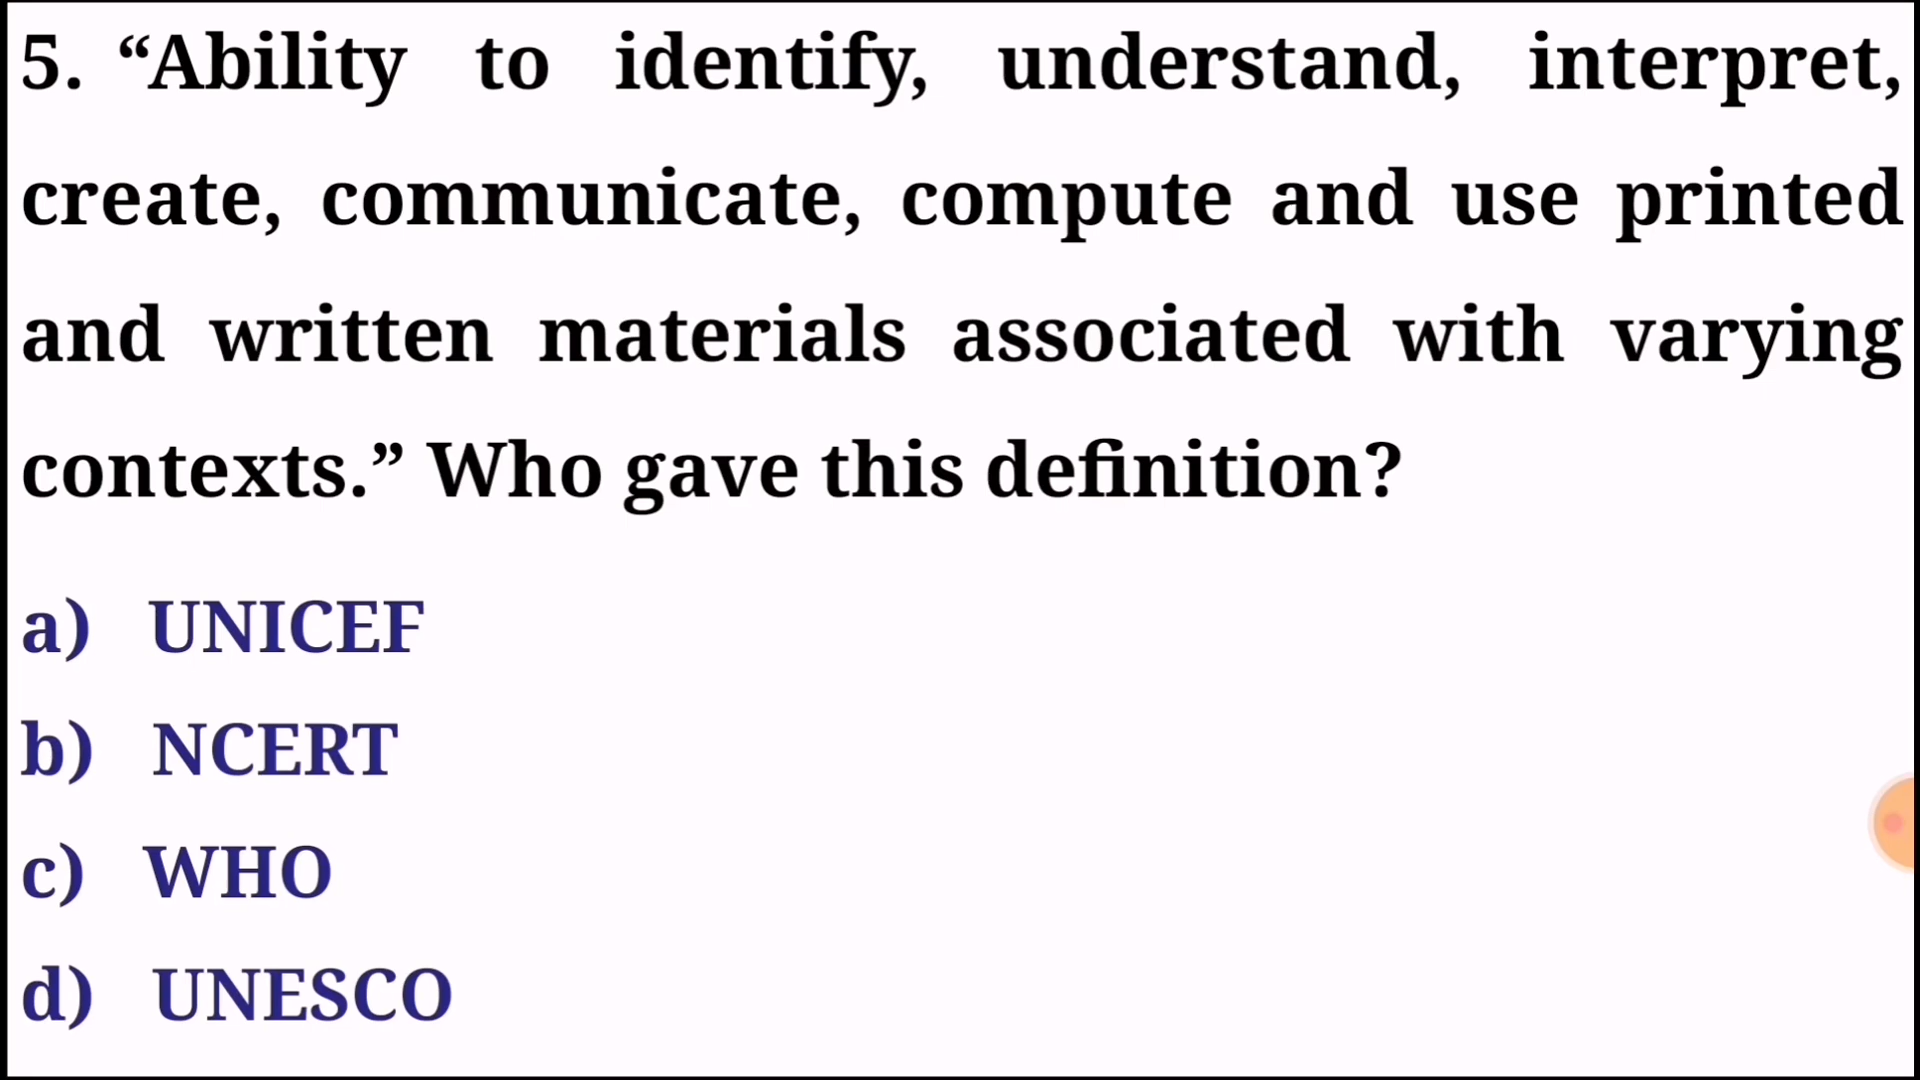 5. “Ability to identify, understand, interpret,
create, communicate, compute and use printed
and written materials associated with varying
contexts.” Who gave this definition?
a) UNICEF
b) NCERT
c) WHO
d) UNESCO